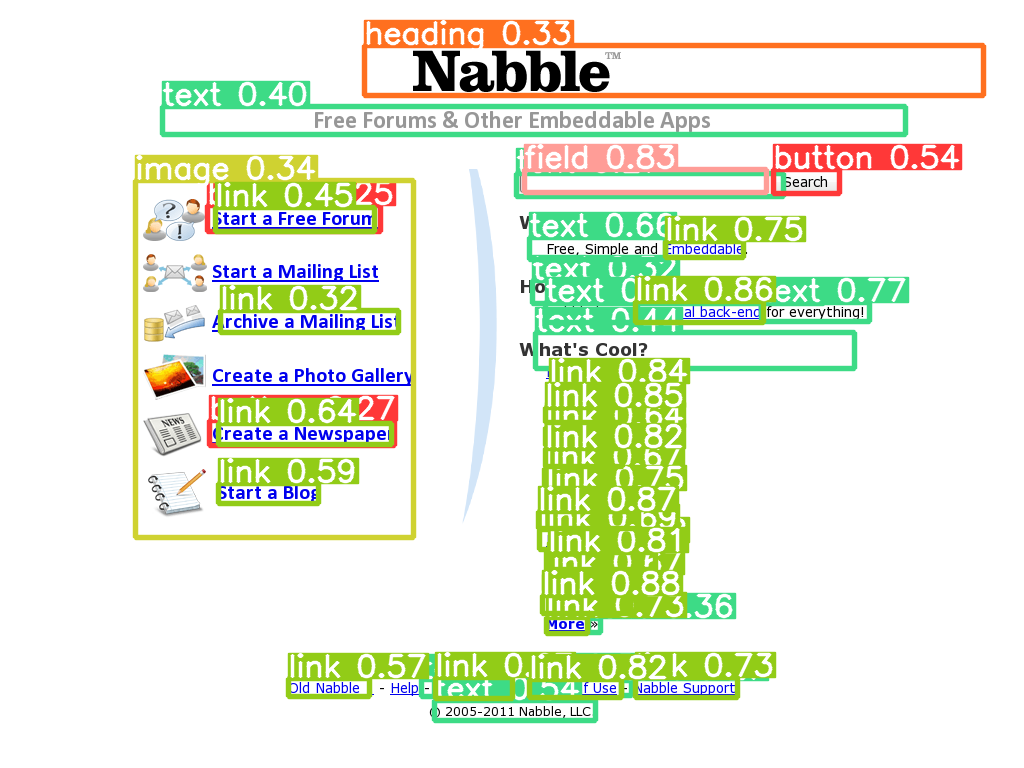 heading 0.33
Nabble™
text 0.40
Free Forums & Other Embeddable Apps
image 0.34
link 0.45
25
Start a Free Forum
Start a Mailing List
link 0.32
Archive a Mailing List
Create a Photo Gallery
link 0.64
27
NEWS
Create a Newspaper
link 0.59
Start a Blog
field 0.83
button 0.54
Search
text 0.66
link 0.75
Free, Simple and Embeddable.
text 0.32
Ho
link 0.86
text 0.77
al back-end for everything!
text 0.44
What's Cool?
link 0.84
link 0.85
link 0.64
link 0.82
link 0.67
link 0.75
link 0.87
link 0.69
link 0.81
link 0.67
link 0.88
link 0.73
.36
More »
link 0.57
link
link 0.82
k 0.73
Old Nabble - Help - text 0.54 f Use - Nabble Support
© 2005-2011 Nabble, LLC